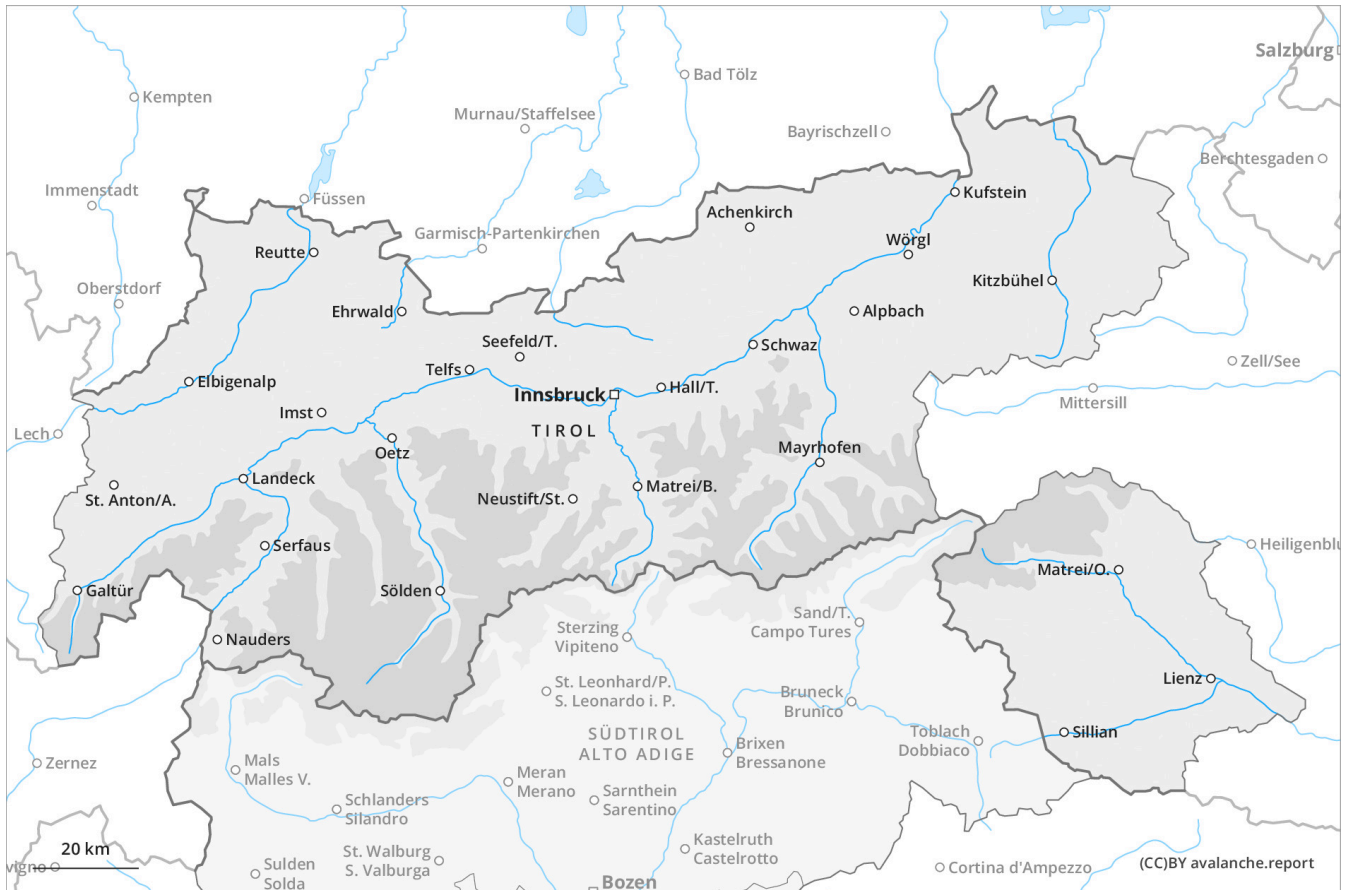 Salzburg
Bad Tölz
Kempten
Murnau/Staffelsee
Bayrischzell
Berchtesgaden
Immenstadt
Füssen
Kufstein
Achenkirch
Garmisch-Partenkirchen
Wörgl
Reutte
Oberstdorf
Kitzbühel
Ehrwald
Alpbach
Seefeld/T.
Schwaz
Zell/See
Telfs
Elbigenalp
Hall/T.
Innsbruck
Mittersill
Imst
Lech
TIROL
Oetz
Mayrhofen
Landeck
Matrei/B.
St. Anton/A.
Neustift/St.
Serfaus
Heiligenblu
Matrei/O.
Galtür
Sölden
Sand/T.
Campo Tures
Sterzing
Vipiteno
Nauders
Lienz
St. Leonhard/P.
S. Leonardo i. P.
Bruneck
Brunico
SÜDTIROL
ALTO ADIGE
Toblach
Dobbiaco
Sillian
Brixen
Bressanone
Zernez
Mals
Malles V.
Meran
Merano
Sarnthein
Sarentino
Schlanders
Silandro
Kastelruth
Castelrotto
20 km
St. Walburg
S. Valburga
vigno
Sulden
Solda
Cortina d'Ampezzo
(CC)BY avalanche.report
Bozen